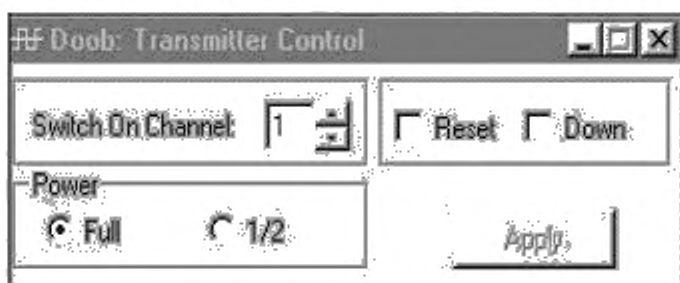 Doob: Transmitter Control
Switch On Channel: 1
Reset Down
Power
Full 1/2
Apply